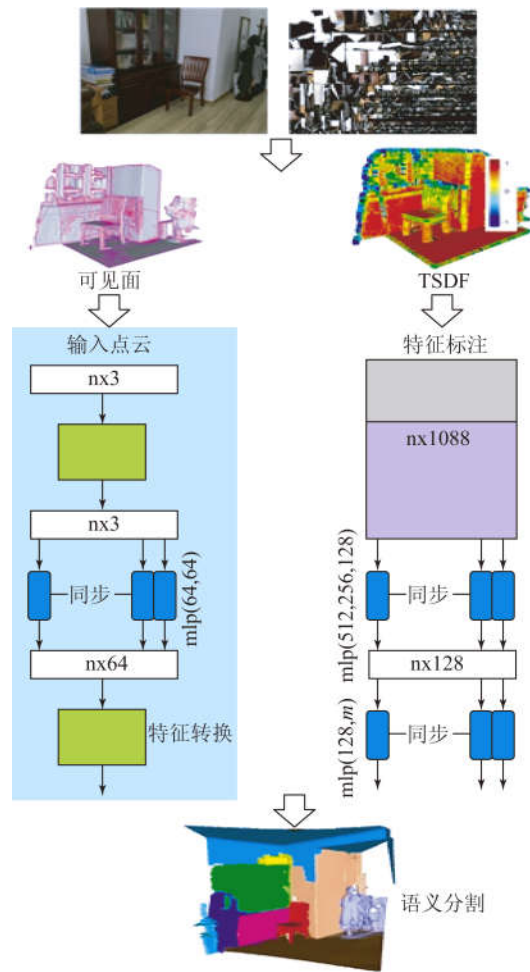 可见面
TSDF
输入点云
nx3
nx3
同步
mlp(64,64)
nx64
特征转换
特征标注
nx1088
同步
mlp(512,256,128)
nx128
同步
mlp(128,m)
语义分割